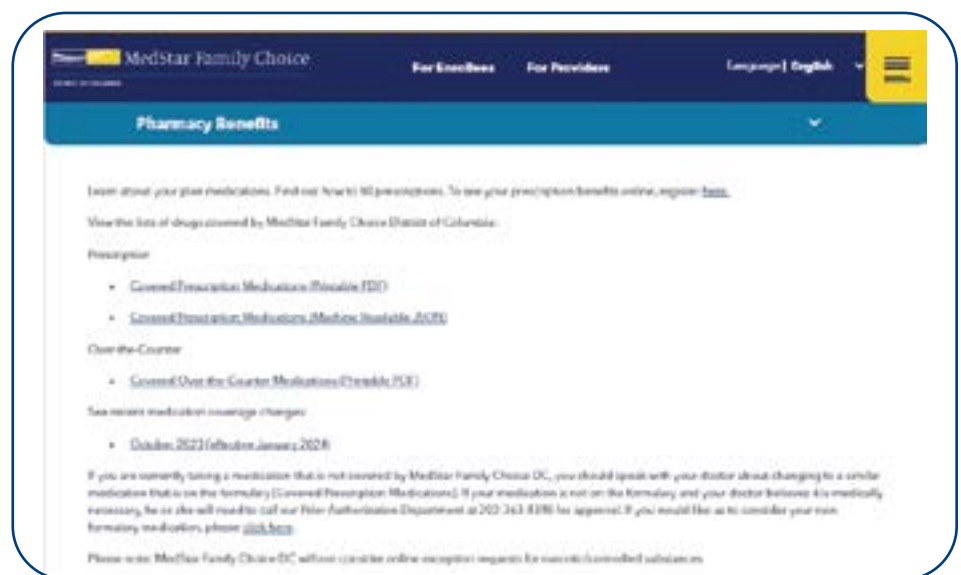 MedStar Family Choice
For Enrollees For Providers Language | English
Pharmacy Benefits
Learn about your plan medications. Find out how to fill prescriptions. To see your prescription benefits online, register here.
View the lists of drugs covered by MedStar Family Choice District of Columbia:
Prescription
• Covered Prescription Medications (Printable PDF)
• Covered Prescription Medications (Machine Readable JSON)
Over-the-Counter
• Covered Over-the-Counter Medications (Printable PDF)
See recent medication coverage changes:
• October 2023 (effective January 2024)
If you are currently taking a medication that is not covered by MedStar Family Choice DC, you should speak with your doctor about changing to a similar
medication that is on the formulary (Covered Prescription Medications). If your medication is not on the formulary and your doctor believes it is medically
necessary, he or she will need to call our Prior Authorization Department at for approval. If you would like us to consider your non-
formulary medication, please click here.
Please note: MedStar Family Choice DC will not consider online exception requests for narcotic/controlled substances